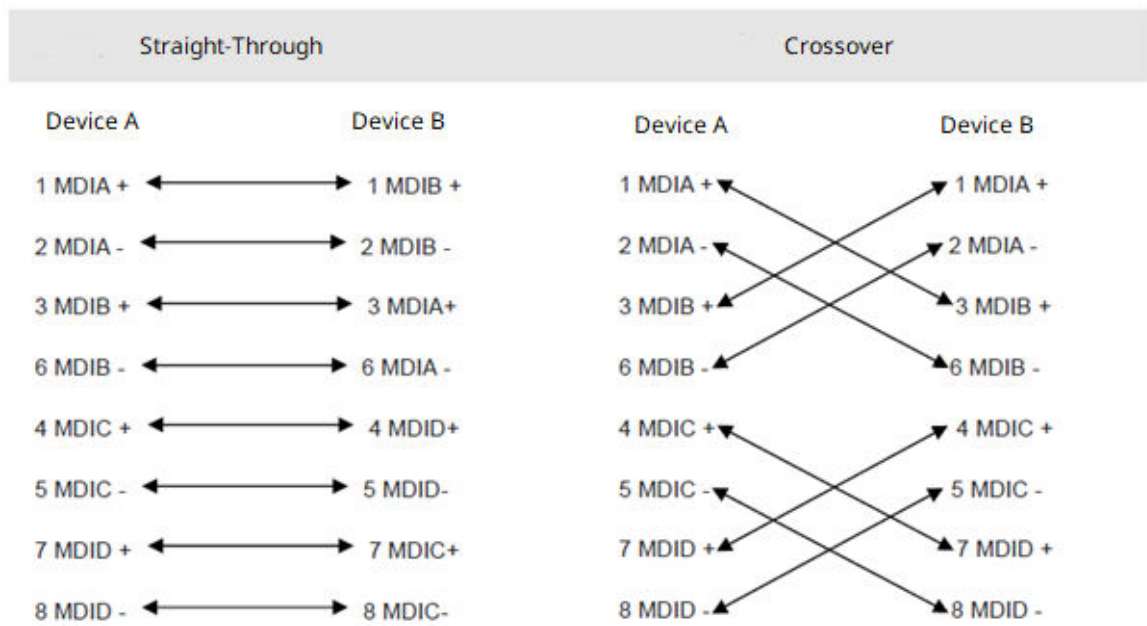 Straight-Through Crossover
Device A Device B Device A Device B
1 MDIA + 1 MDIB + 1 MDIA + 1 MDIA +
2 MDIA - 2 MDIB - 2 MDIA - 2 MDIA -
3 MDIB + 3 MDIA+ 3 MDIB + 3 MDIB +
6 MDIB - 6 MDIA - 6 MDIB - 6 MDIB -
4 MDIC + 4 MDID+ 4 MDIC + 4 MDIC +
5 MDIC - 5 MDID- 5 MDIC - 5 MDIC -
7 MDID + 7 MDIC+ 7 MDID + 7 MDID +
8 MDID - 8 MDIC- 8 MDID - 8 MDID -